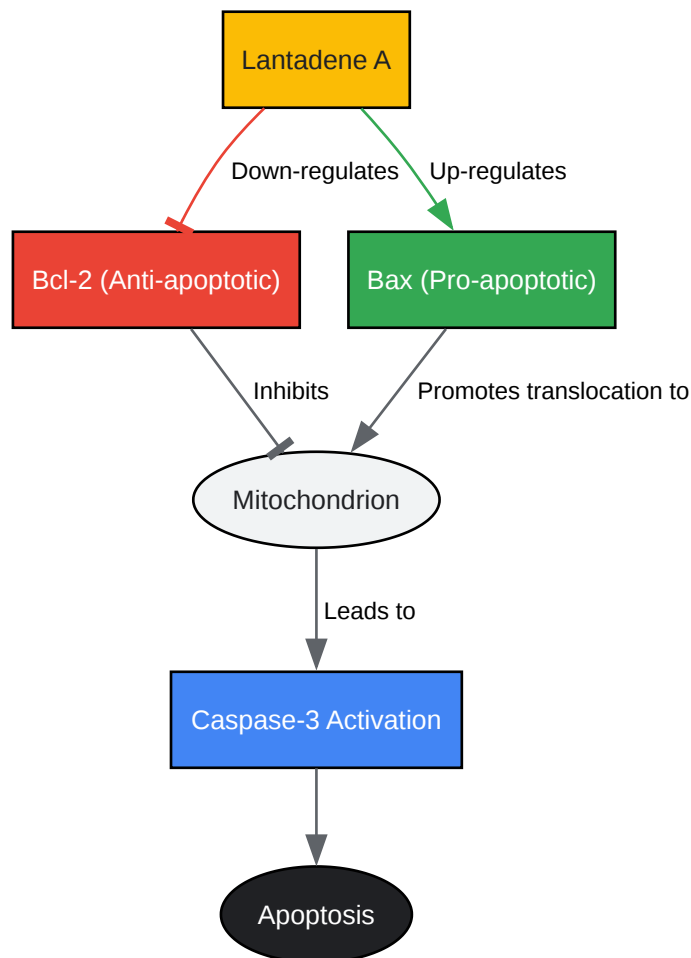 Lantadene A
Down-regulates
Up-regulates
Bcl-2 (Anti-apoptotic)
Bax (Pro-apoptotic)
Inhibits
Promotes translocation to
Mitochondrion
Leads to
Caspase-3 Activation
Apoptosis